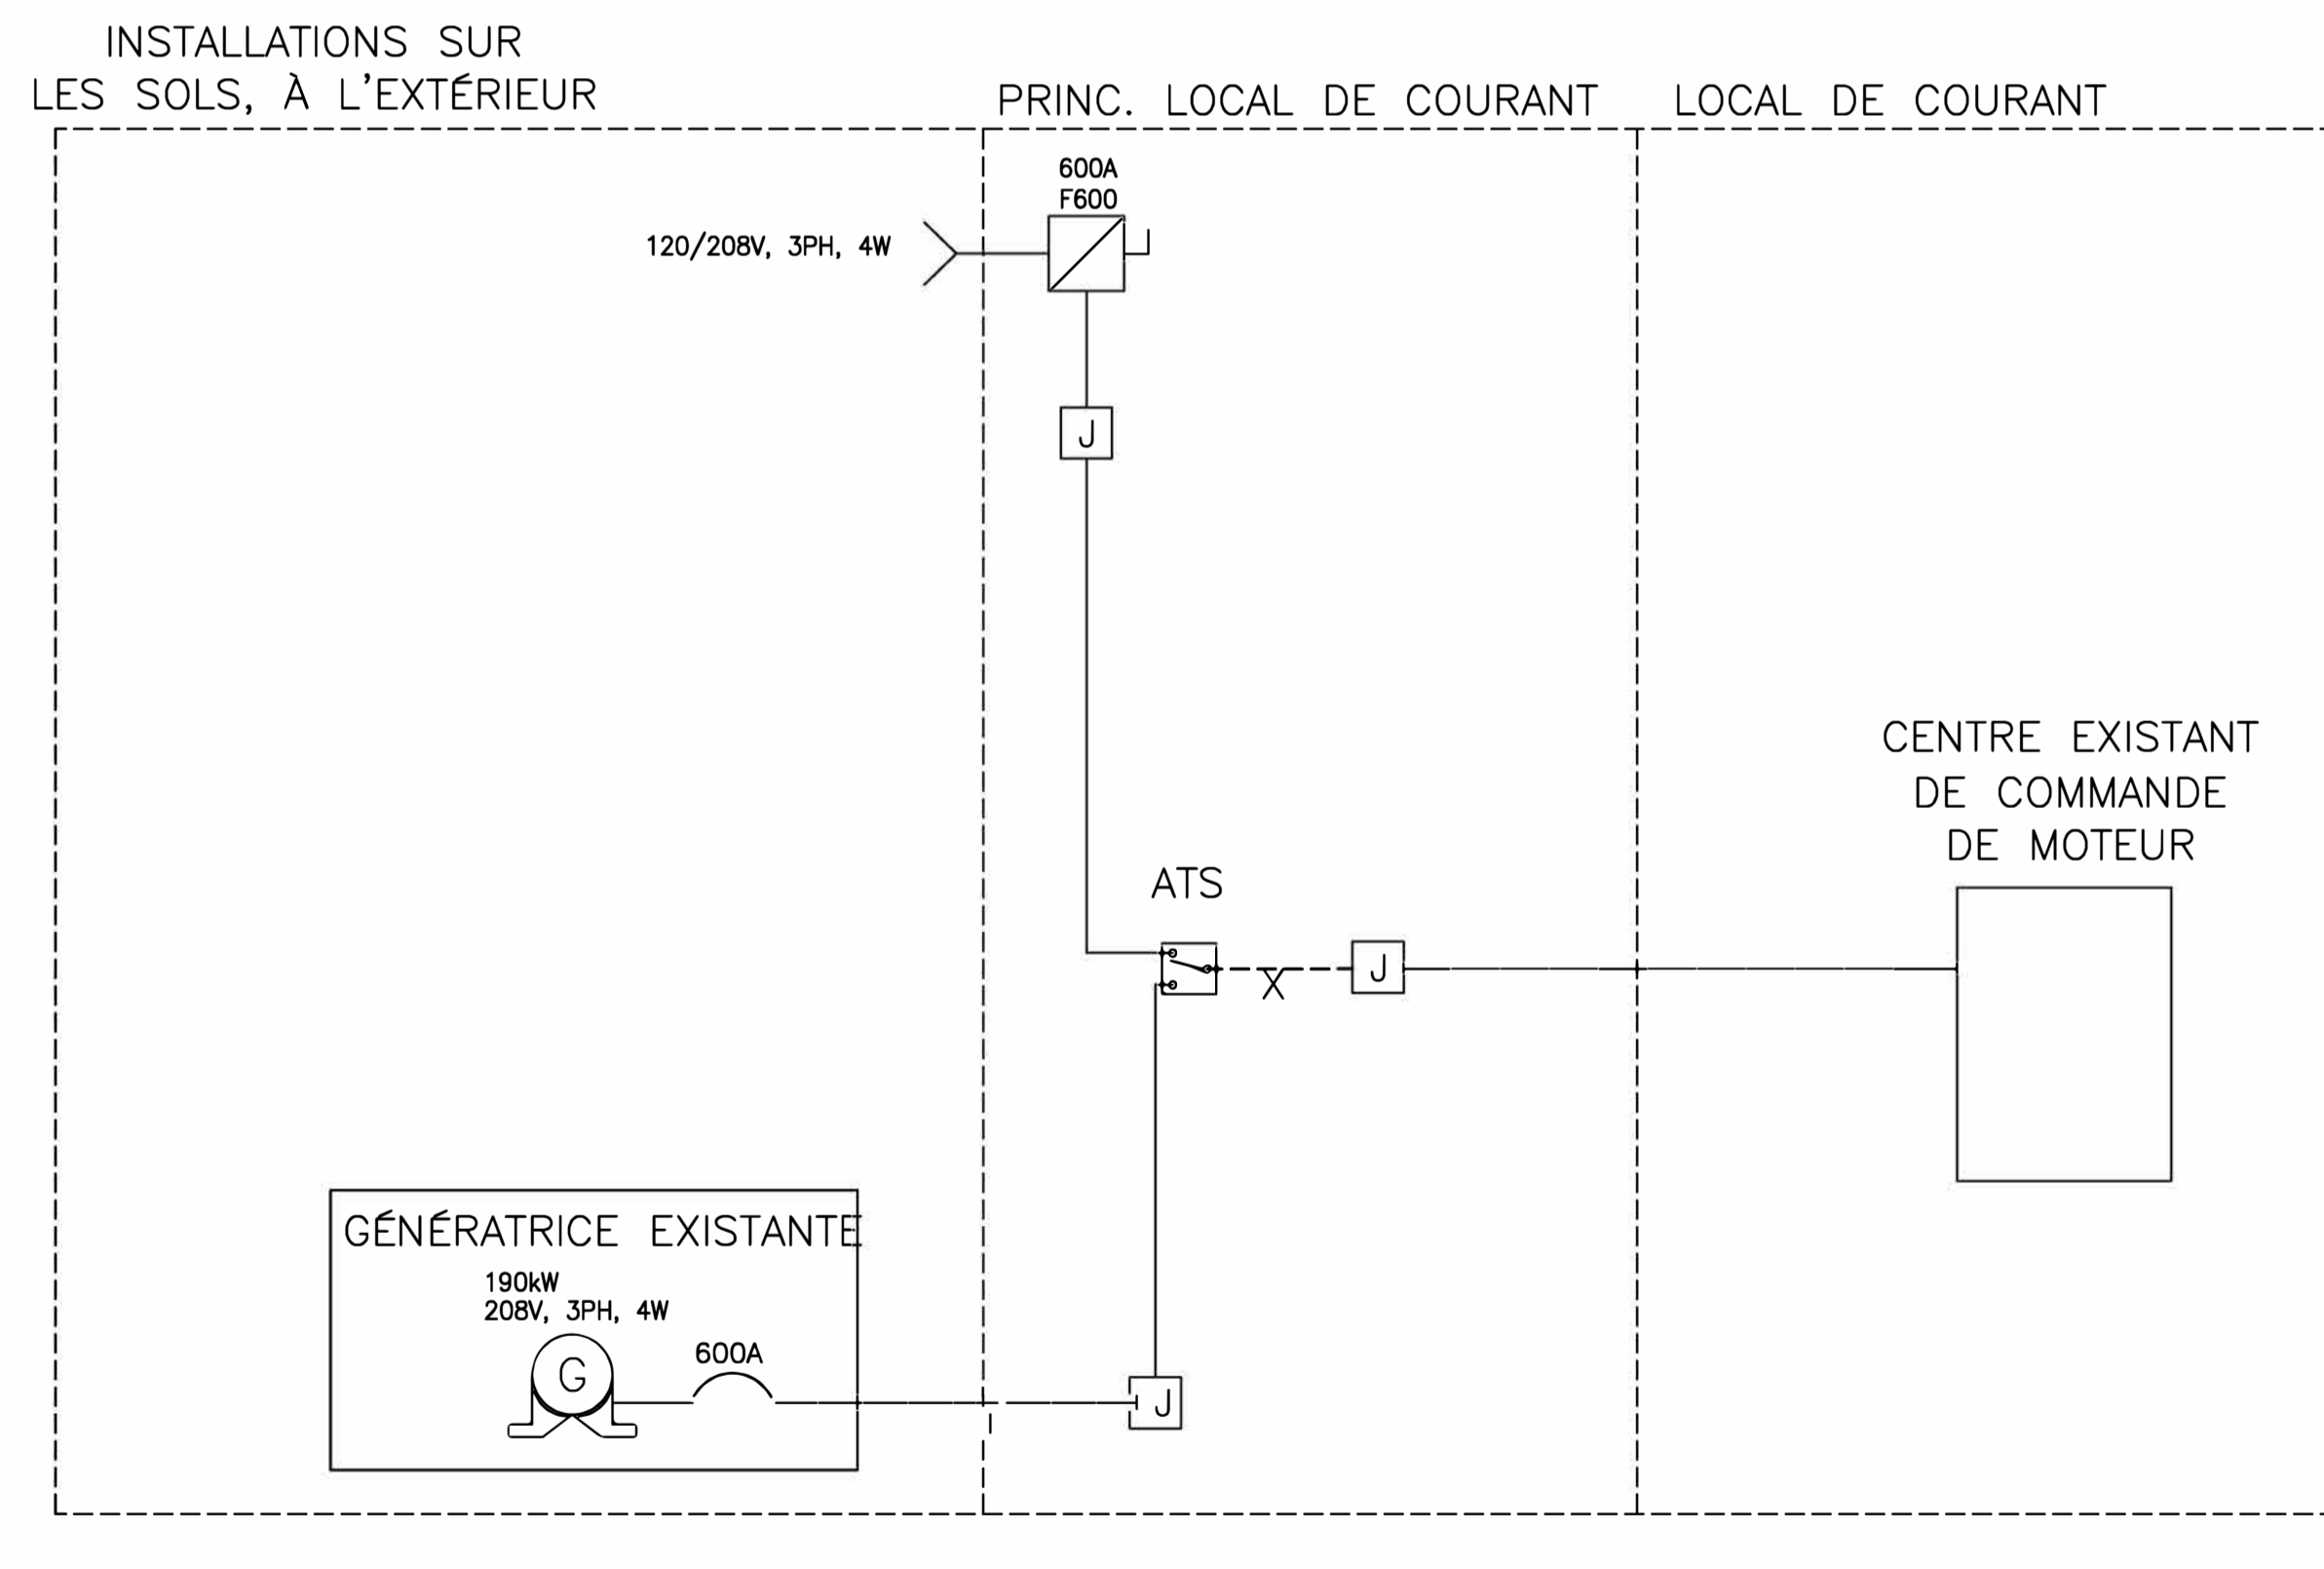 INSTALLATIONS SUR
LES SOLS, À L'EXTÉRIEUR
PRINC. LOCAL DE COURANT
LOCAL DE COURANT
600A
F600
120/208V, 3PH, 4W
J
CENTRE EXISTANT
DE COMMANDE
DE MOTEUR
ATS
X
J
GÉNÉRATRICE EXISTANTE
190kW
208V, 3PH, 4W
600A
G
J